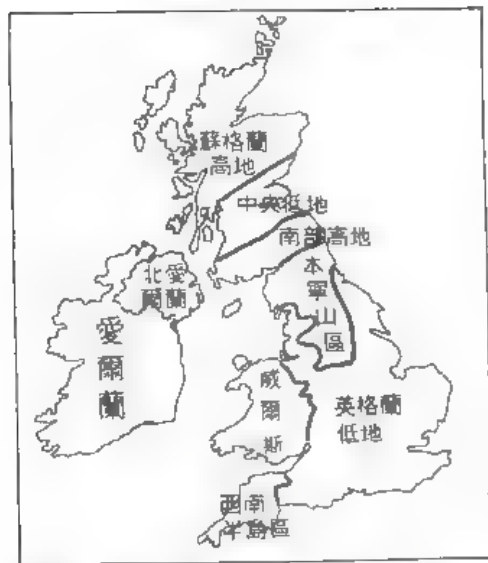 蘇格蘭
高地
中央低地
南部高地
北愛
爾蘭
本寧山區
愛爾蘭
威爾斯
英格蘭
低地
西南
半島區